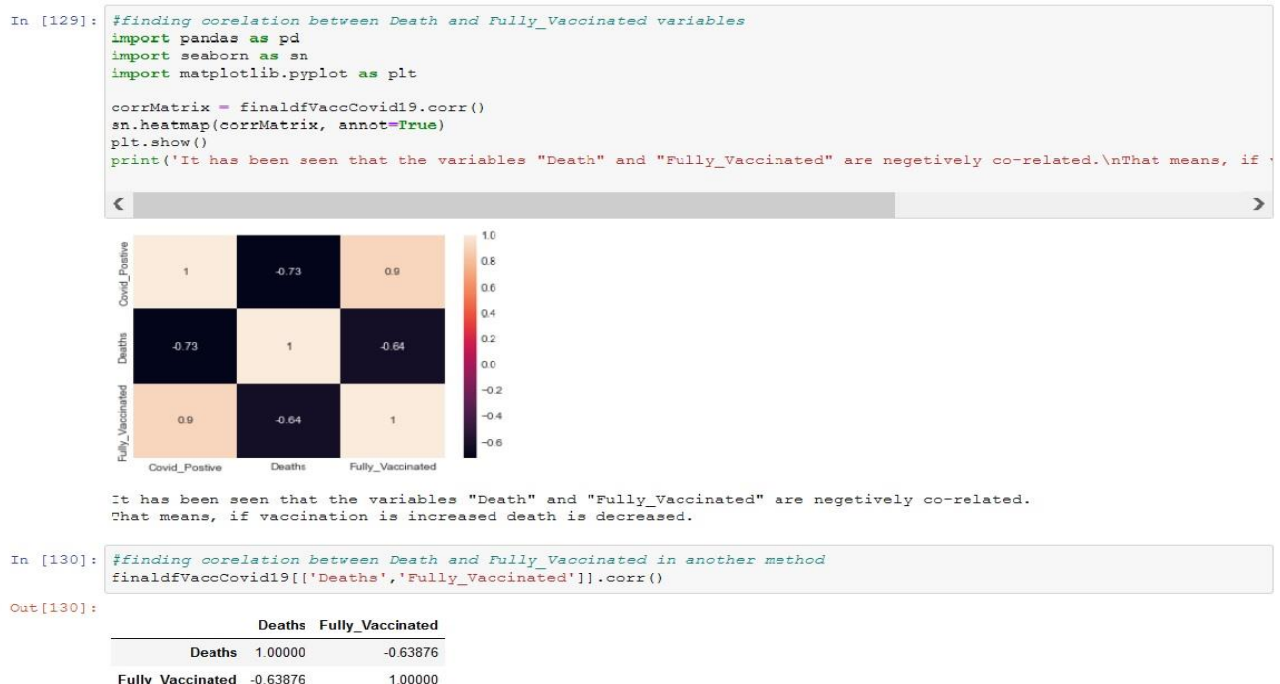 In [129]: #finding corelation between Death and Fully_Vaccinated variables
import pandas as pd
import seaborn as sn
import matplotlib.pyplot as plt
corrMatrix = finaldfVaccCovid19.corr()
sn.heatmap(corrMatrix, annot=True)
plt.show()
print('It has been seen that the variables "Death" and "Fully_Vaccinated" are negetively co-related.\nThat means, if
Covid_Postive 1 -0.73 0.9
Deaths -0.73 1 -0.64
Fully_Vaccinated 0.9 -0.64 1
Covid_Postive Deaths Fully_Vaccinated
1.0
0.8
0.6
0.4
0.2
0.0
-0.2
-0.4
-0.6
It has been seen that the variables "Death" and "Fully_Vaccinated" are negetively co-related.
That means, if vaccination is increased death is decreased.
In [130]: #finding corelation between Death and Fully_Vaccinated in another method
finaldfVaccCovid19[['Deaths','Fully_Vaccinated']].corr()
Out[130]:
Deaths Fully_Vaccinated
Deaths 1.00000 -0.63876
Fully_Vaccinated -0.63876 1.00000